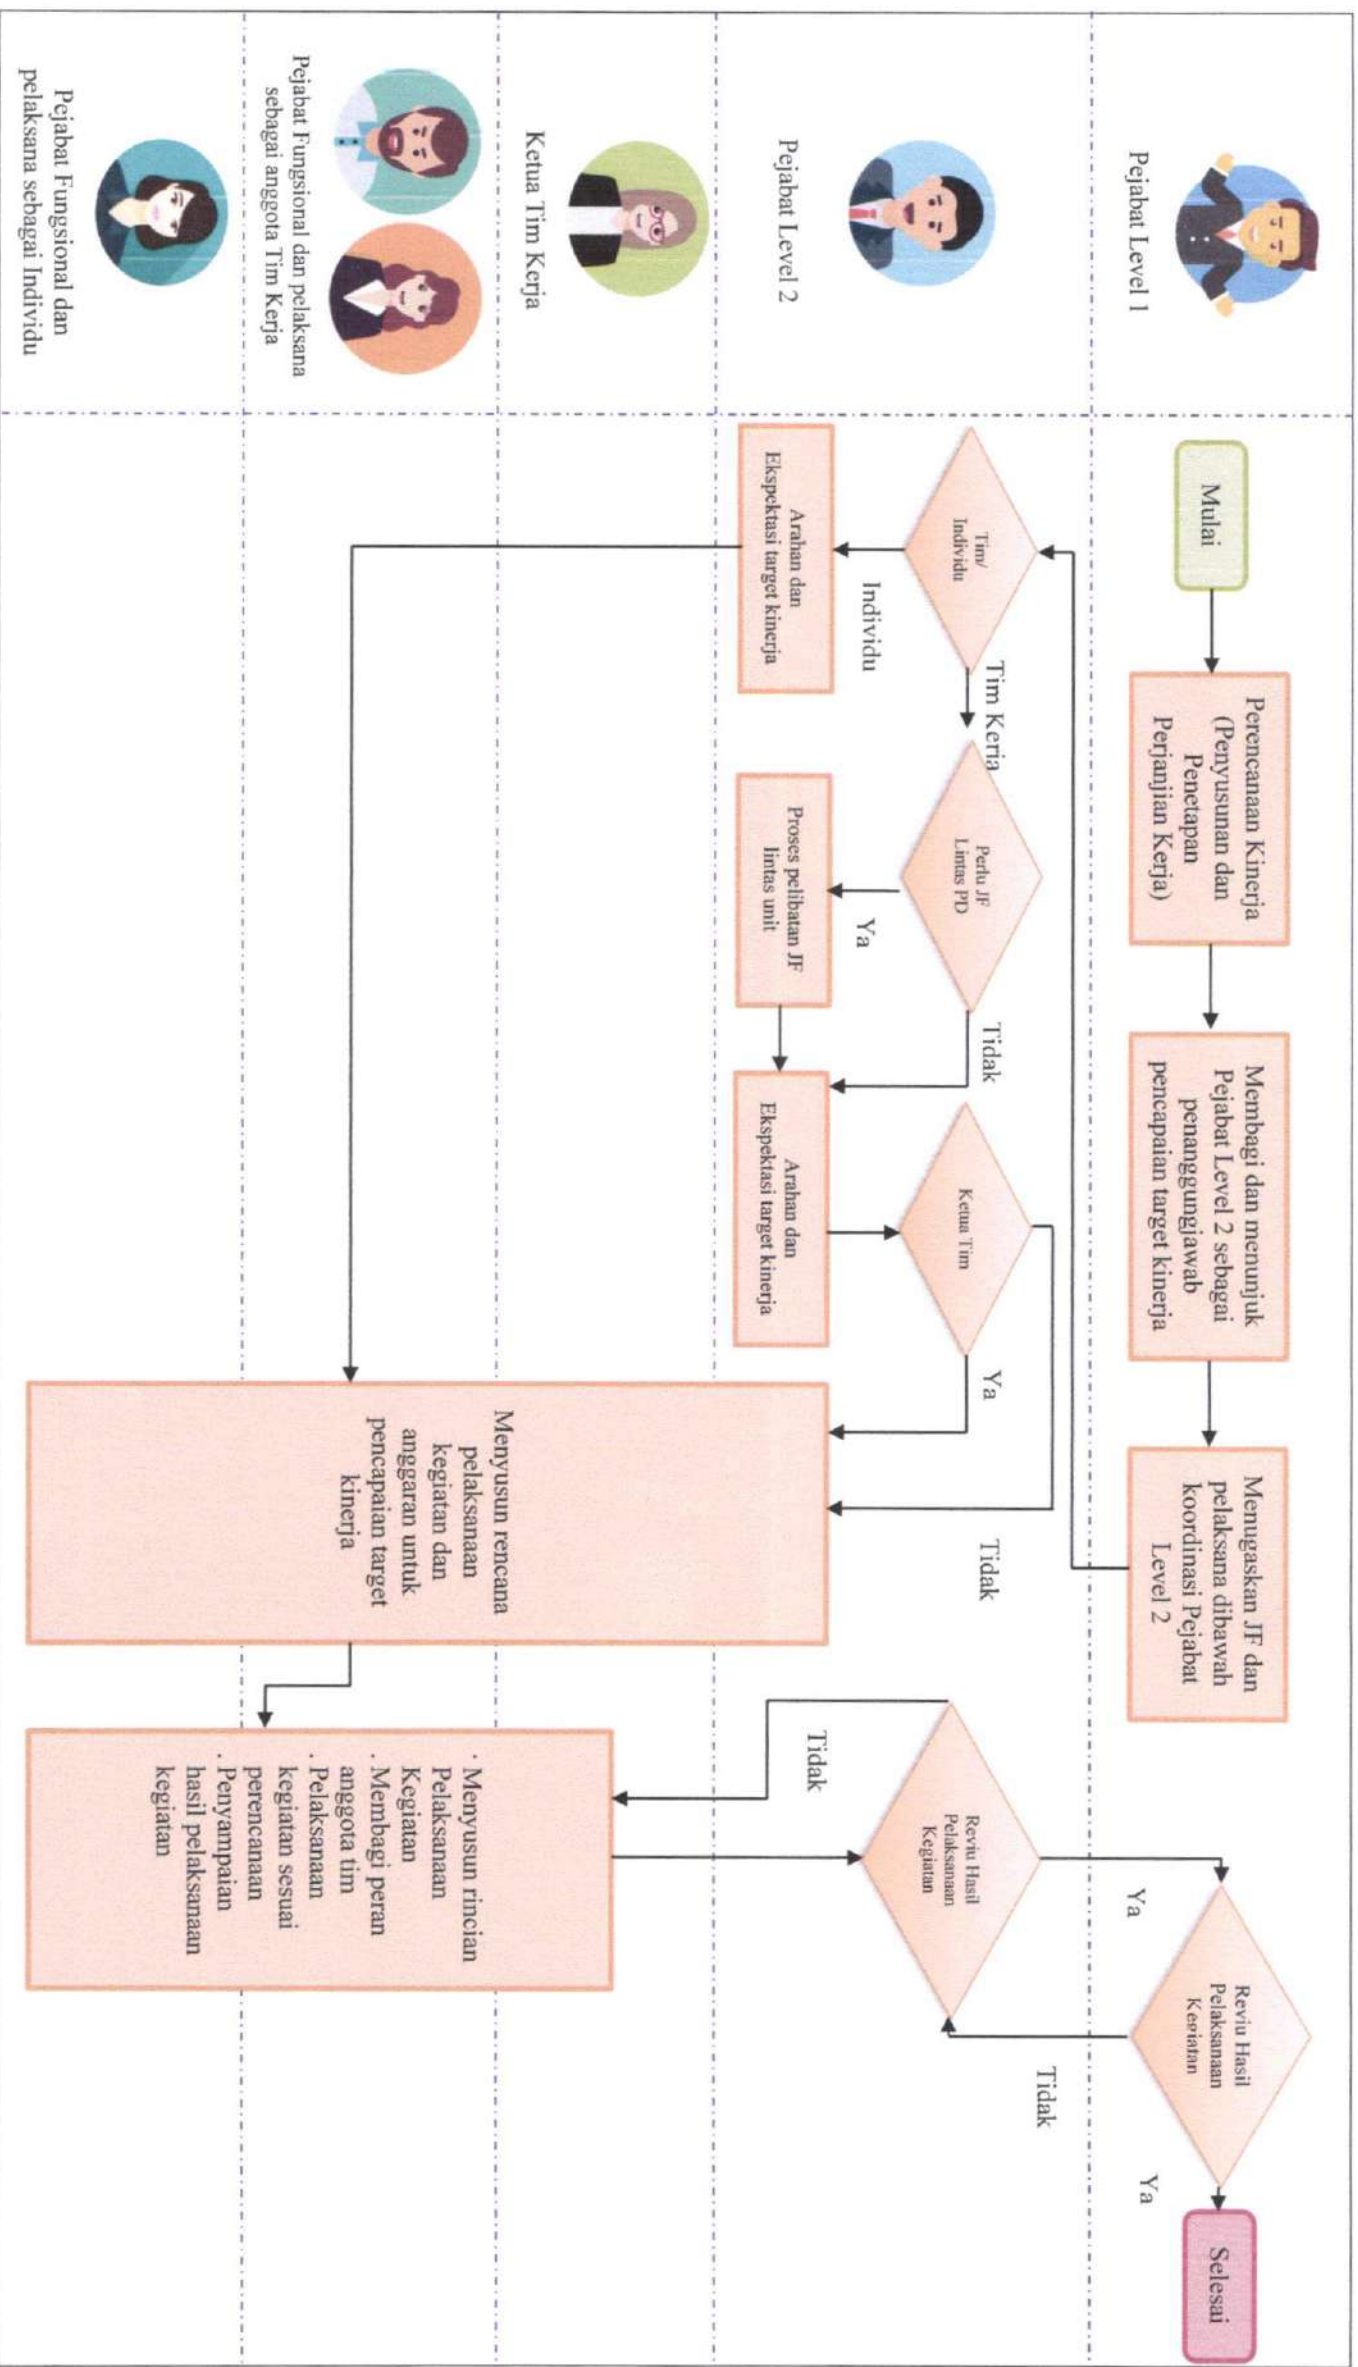 Pejabat Level 1
Mulai
Perencanaan Kinerja
(Penyusunan dan
Penetapan
Perjanjian Kerja)
Membagi dan menunjuk
Pejabat Level 2 sebagai
penanggungjawab
pencapaian target kinerja
Menugaskan JF dan
pelaksana dibawah
koordinasi Pejabat
Level 2
Reviu Hasil
Pelaksanaan
Kegiatan
Ya
Selesai
Ya
Tidak
Pejabat Level 2
Tim/
Individu
Tim Kerja
Individu
Arahan dan
Ekspektasi target kinerja
Perlu JF
Lintas PD
Ya
Tidak
Proses pelibatan JF
lintas unit
Arahan dan
Ekspektasi target kinerja
Ketua Tim
Ya
Tidak
Reviu Hasil
Pelaksanaan
Kegiatan
Tidak
Ketua Tim Kerja
Pejabat Fungsional dan pelaksana
sebagai anggota Tim Kerja
Pejabat Fungsional dan
pelaksana sebagai Individu
Menyusun rencana
pelaksanaan
kegiatan dan
anggaran untuk
pencapaian target
kinerja
· Menyusun rincian
Pelaksanaan
Kegiatan
· Membagi peran
anggota tim
· Pelaksanaan
kegiatan sesuai
perencanaan
· Penyampaian
hasil pelaksanaan
kegiatan